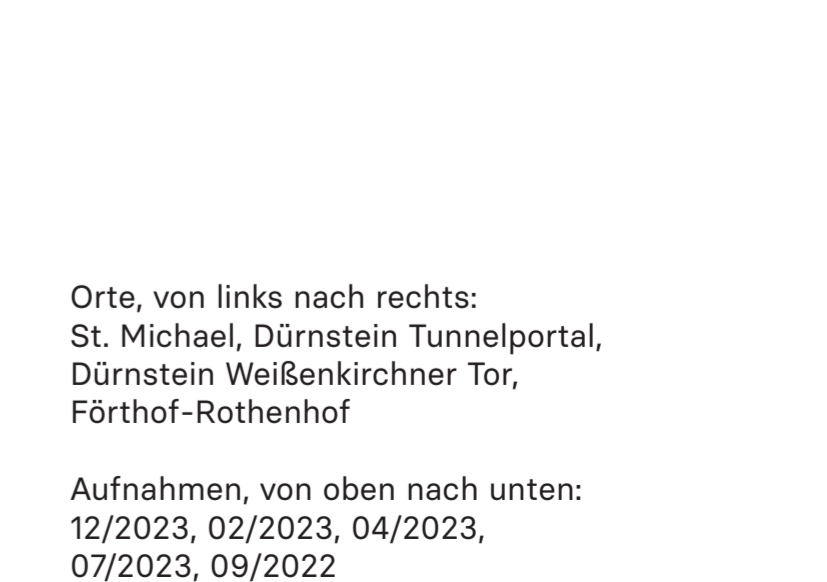 Orte, von links nach rechts:
St. Michael, Dürnstein Tunnelportal,
Dürnstein Weißenkirchner Tor,
Förthof-Rothenhof
Aufnahmen, von oben nach unten:
12/2023, 02/2023, 04/2023,
07/2023, 09/2022